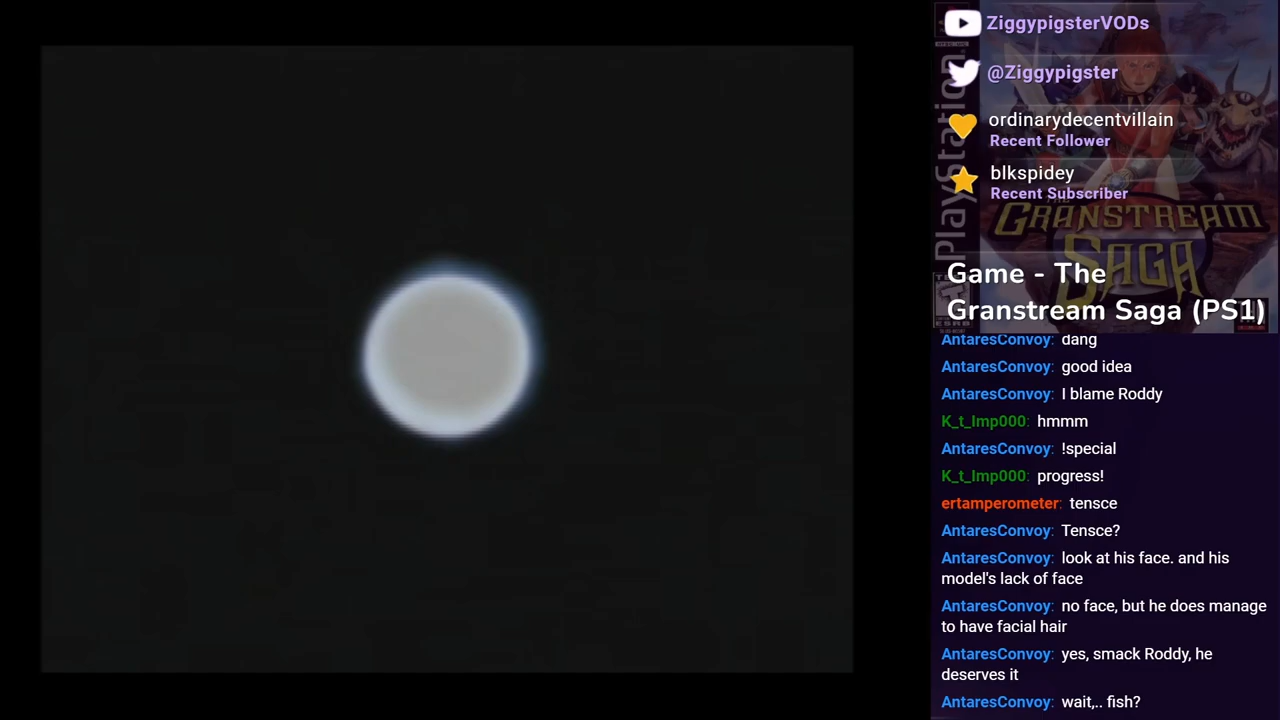 ZiggypigsterVODs
@Ziggypigster
ordinarydecentvillain
Recent Follower
blkspidey
Recent Subscriber
PlayStation
THE
GRANSTREAM
SAGA
Game - The
Granstream Saga (PS1)
AntaresConvoy: dang
AntaresConvoy: good idea
AntaresConvoy: I blame Roddy
K_t_Imp000: hmmm
AntaresConvoy: !special
K_t_Imp000: progress!
ertamperometer: tensce
AntaresConvoy: Tensce?
AntaresConvoy: look at his face. and his
model's lack of face
AntaresConvoy: no face, but he does manage
to have facial hair
AntaresConvoy: yes, smack Roddy, he
deserves it
AntaresConvoy: wait,.. fish?